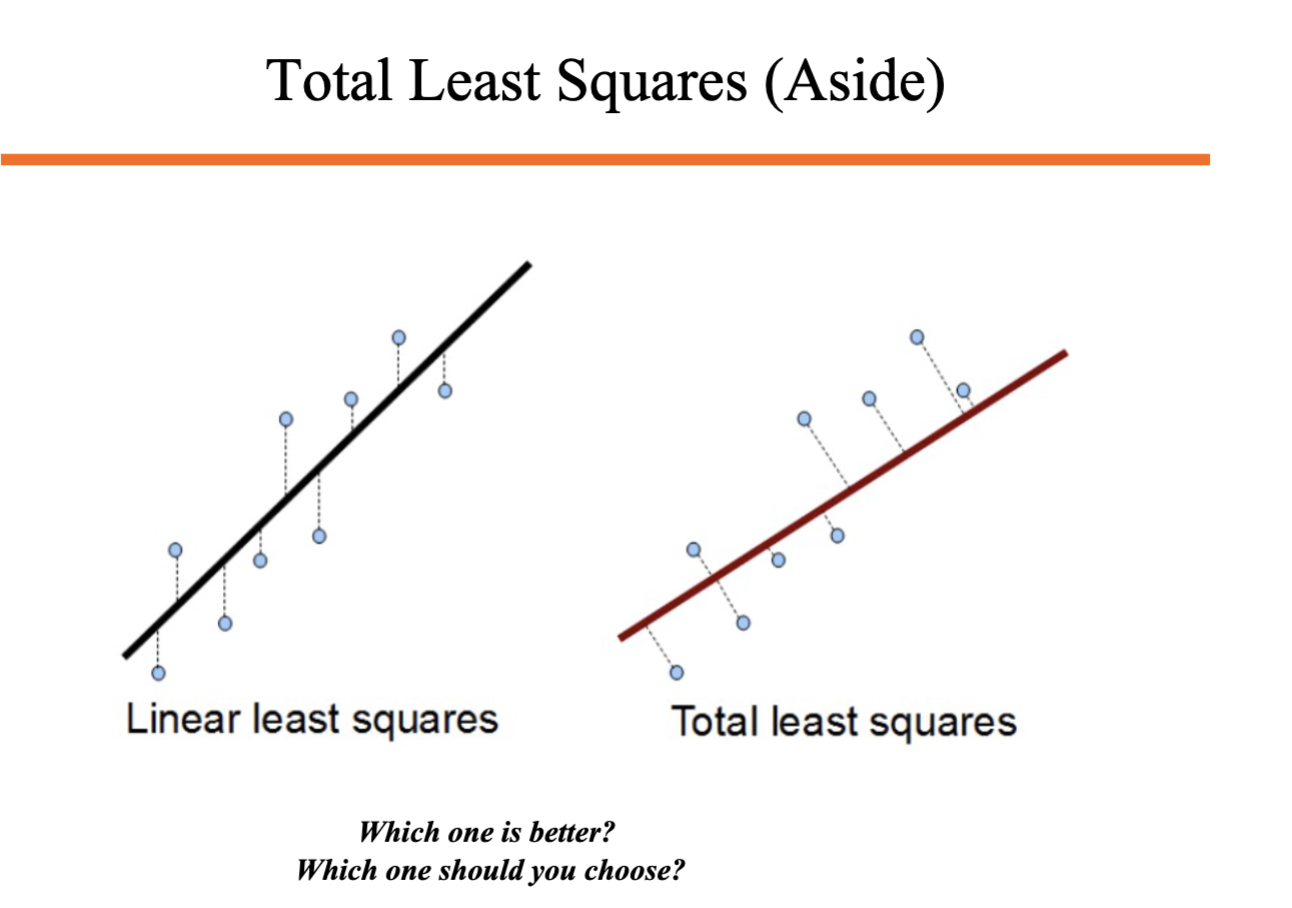 Total Least Squares (Aside)
Linear least squares
Total least squares
Which one is better?
Which one should you choose?